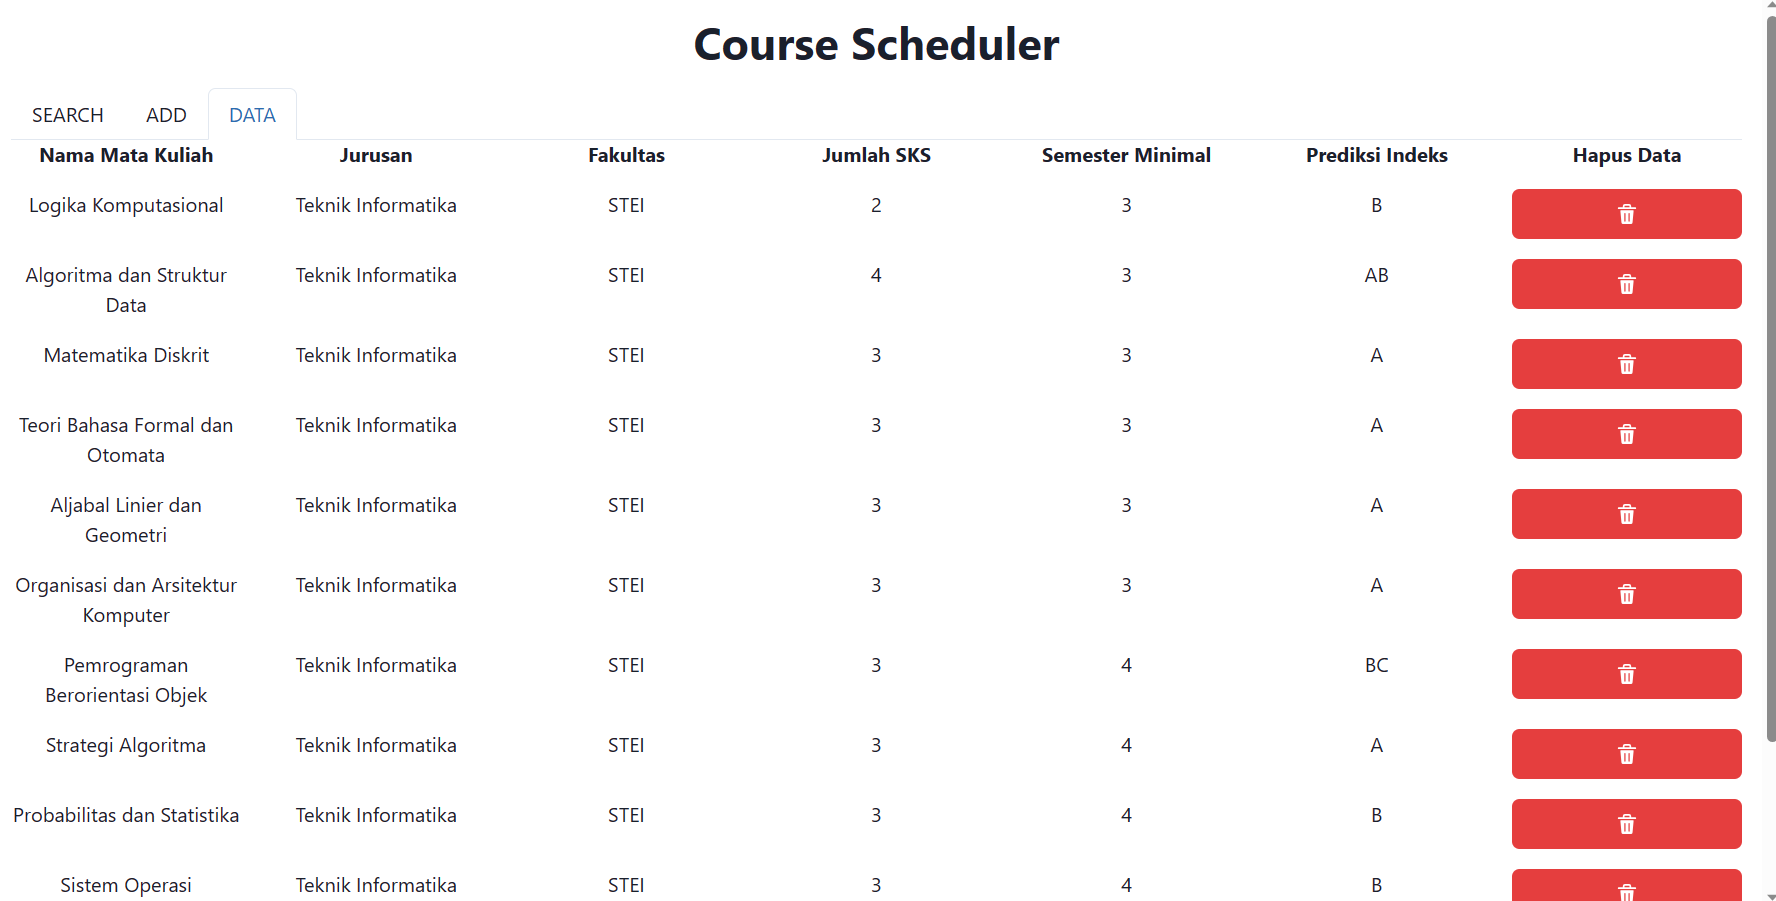 Course Scheduler
SEARCH ADD DATA
Nama Mata Kuliah Jurusan Fakultas Jumlah SKS Semester Minimal Prediksi Indeks Hapus Data
Logika Komputasional Teknik Informatika STEI 2 3 B
Algoritma dan Struktur Teknik Informatika STEI 4 3 AB
Data
Matematika Diskrit Teknik Informatika STEI 3 3 A
Teori Bahasa Formal dan Teknik Informatika STEI 3 3 A
Otomata
Aljabal Linier dan Teknik Informatika STEI 3 3 A
Geometri
Organisasi dan Arsitektur Teknik Informatika STEI 3 3 A
Komputer
Pemrograman Teknik Informatika STEI 3 4 BC
Berorientasi Objek
Strategi Algoritma Teknik Informatika STEI 3 4 A
Probabilitas dan Statistika Teknik Informatika STEI 3 4 B
Sistem Operasi Teknik Informatika STEI 3 4 B